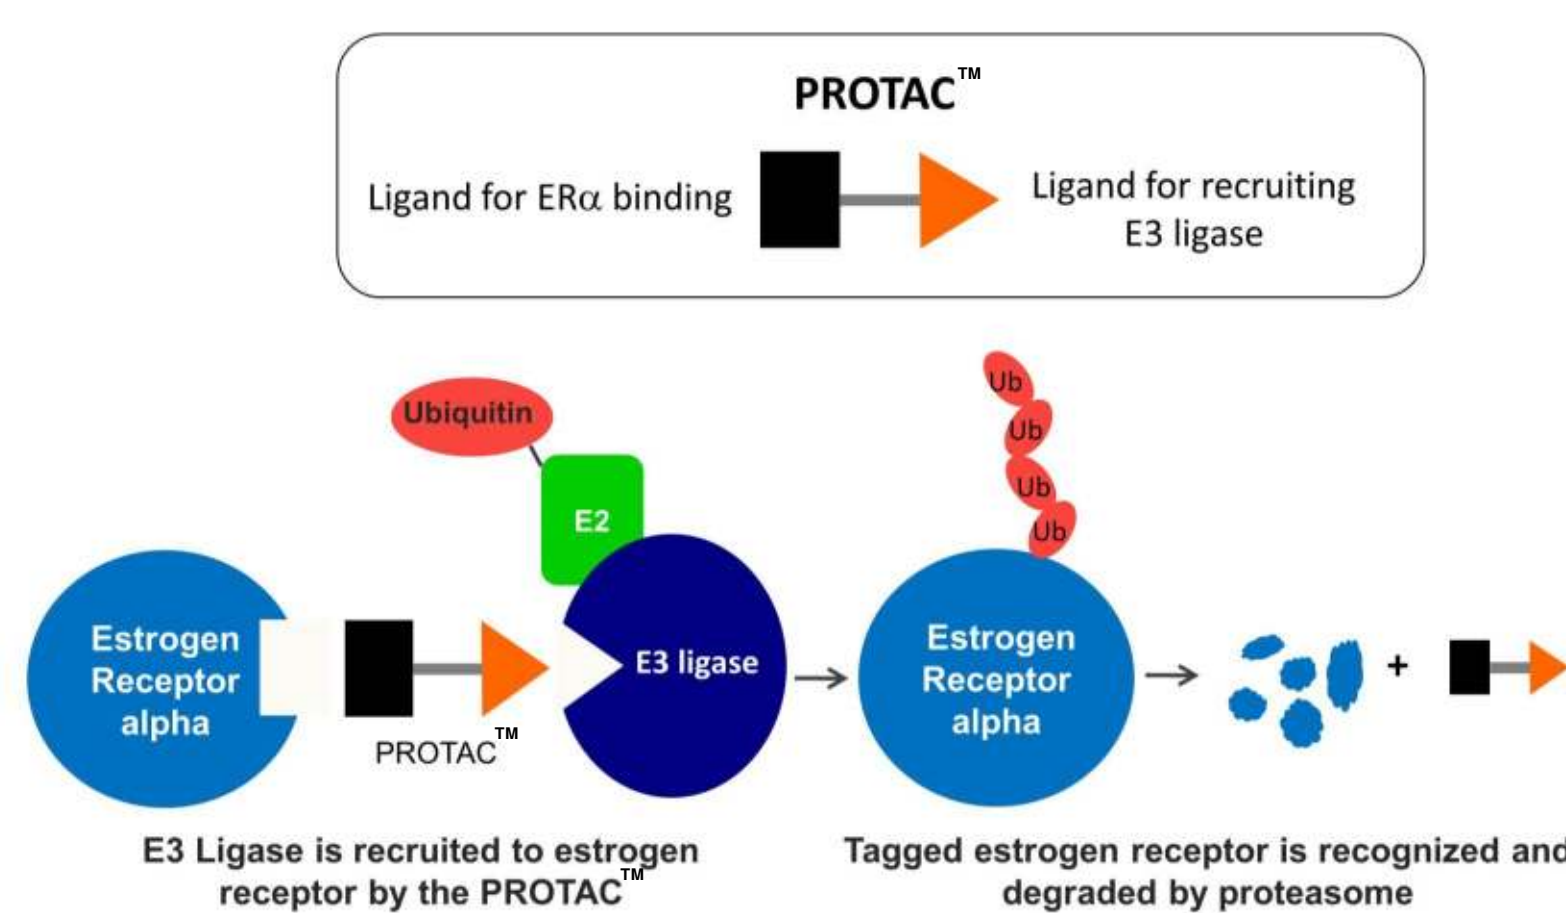 PROTAC™
Ligand for ERα binding
Ligand for recruiting
E3 ligase
Ubiquitin
E2
Estrogen
Receptor
alpha
PROTAC™
E3 ligase
Ub
Ub
Ub
Ub
Estrogen
Receptor
alpha
+
E3 Ligase is recruited to estrogen
receptor by the PROTAC™
Tagged estrogen receptor is recognized and
degraded by proteasome